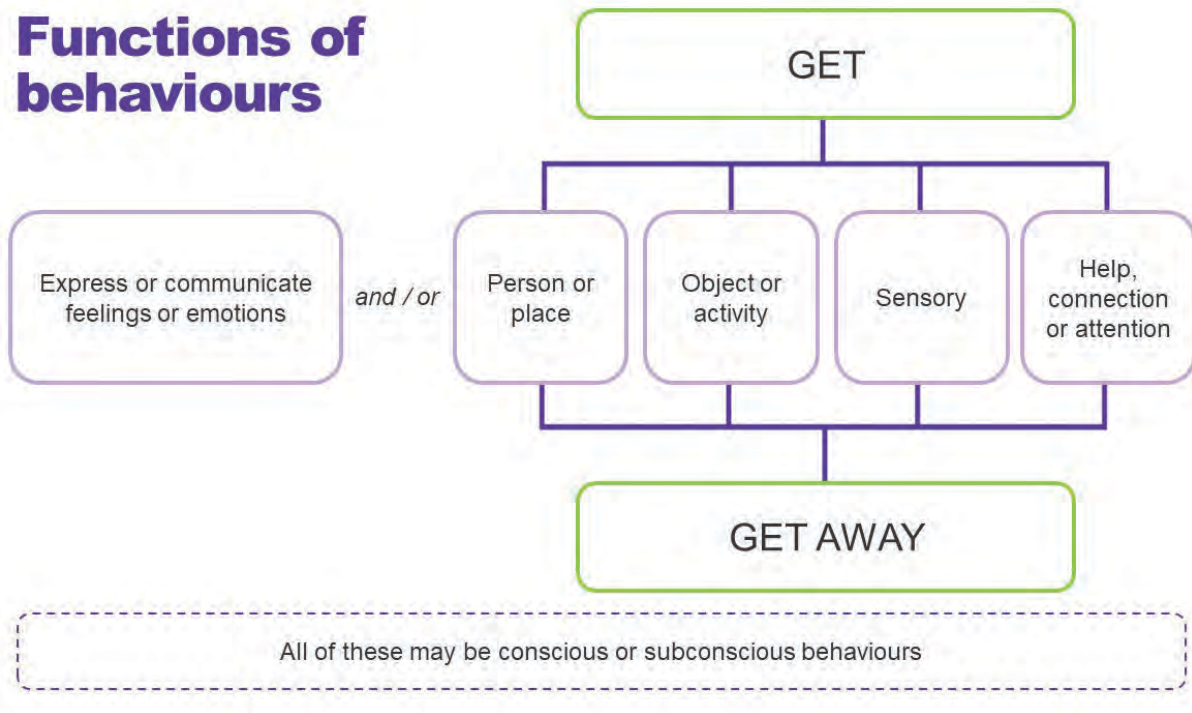 Functions of
behaviours
GET
Express or communicate
feelings or emotions
and / or
Person or
place
Object or
activity
Sensory
Help,
connection
or attention
GET AWAY
All of these may be conscious or subconscious behaviours